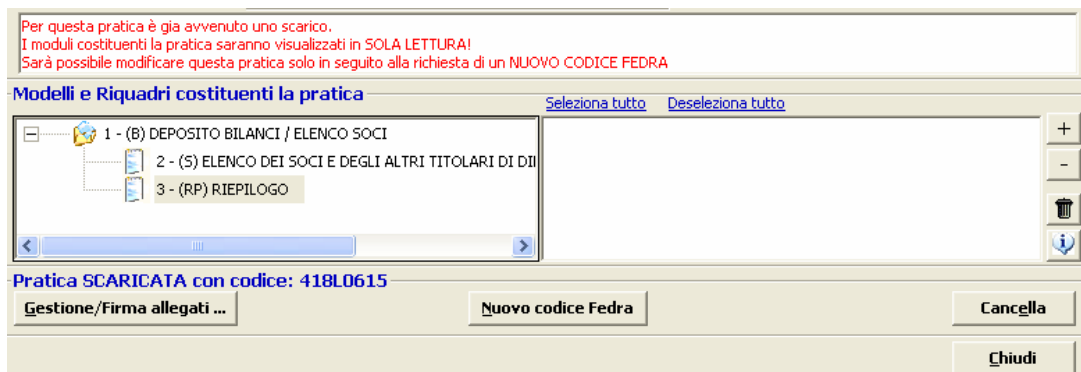 Per questa pratica è gia avvenuto uno scarico.
I moduli costituenti la pratica saranno visualizzati in SOLA LETTURA!
Sarà possibile modificare questa pratica solo in seguito alla richiesta di un NUOVO CODICE FEDRA
Modelli e Riquadri costituenti la pratica
Seleziona tutto Deseleziona tutto
1 - (B) DEPOSITO BILANCI / ELENCO SOCI
2 - (S) ELENCO DEI SOCI E DEGLI ALTRI TITOLARI DI DI
3 - (RP) RIEPILOGO
Pratica SCARICATA con codice: 418L0615
Gestione/Firma allegati ... Nuovo codice Fedra Cancella
Chiudi